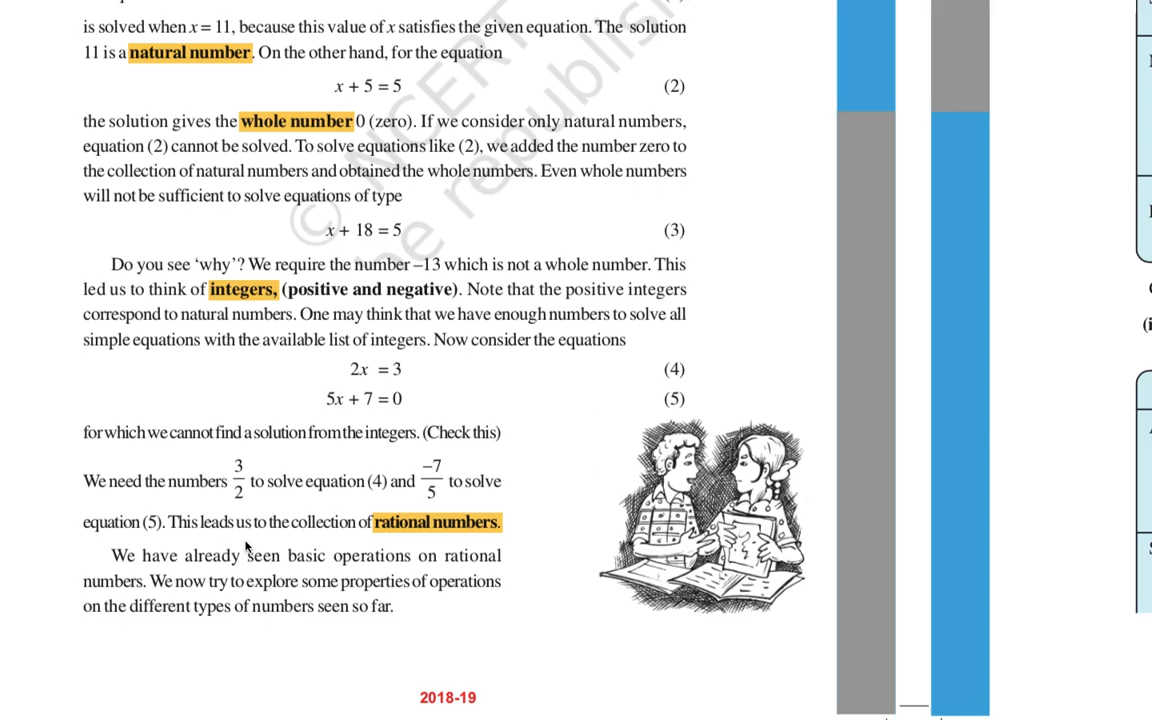 is solved when x = 11, because this value of x satisfies the given equation. The solution
11 is a natural number. On the other hand, for the equation
x + 5 = 5 (2)
the solution gives the whole number 0 (zero). If we consider only natural numbers,
equation (2) cannot be solved. To solve equations like (2), we added the number zero to
the collection of natural numbers and obtained the whole numbers. Even whole numbers
will not be sufficient to solve equations of type
x + 18 = 5 (3)
Do you see ‘why’? We require the number –13 which is not a whole number. This
led us to think of integers, (positive and negative). Note that the positive integers
correspond to natural numbers. One may think that we have enough numbers to solve all
simple equations with the available list of integers. Now consider the equations
2x = 3 (4)
5x + 7 = 0 (5)
for which we cannot find a solution from the integers. (Check this)
We need the numbers 3/2 to solve equation (4) and –7/5 to solve
equation (5). This leads us to the collection of rational numbers.
We have already seen basic operations on rational
numbers. We now try to explore some properties of operations
on the different types of numbers seen so far.
2018-19
© NCERT
be republish